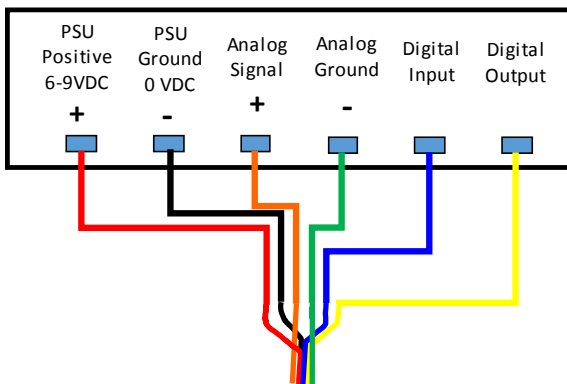 PSU
Positive
6-9VDC
+
PSU
Ground
0 VDC
-
Analog
Signal
+
Analog
Ground
-
Digital
Input
Digital
Output